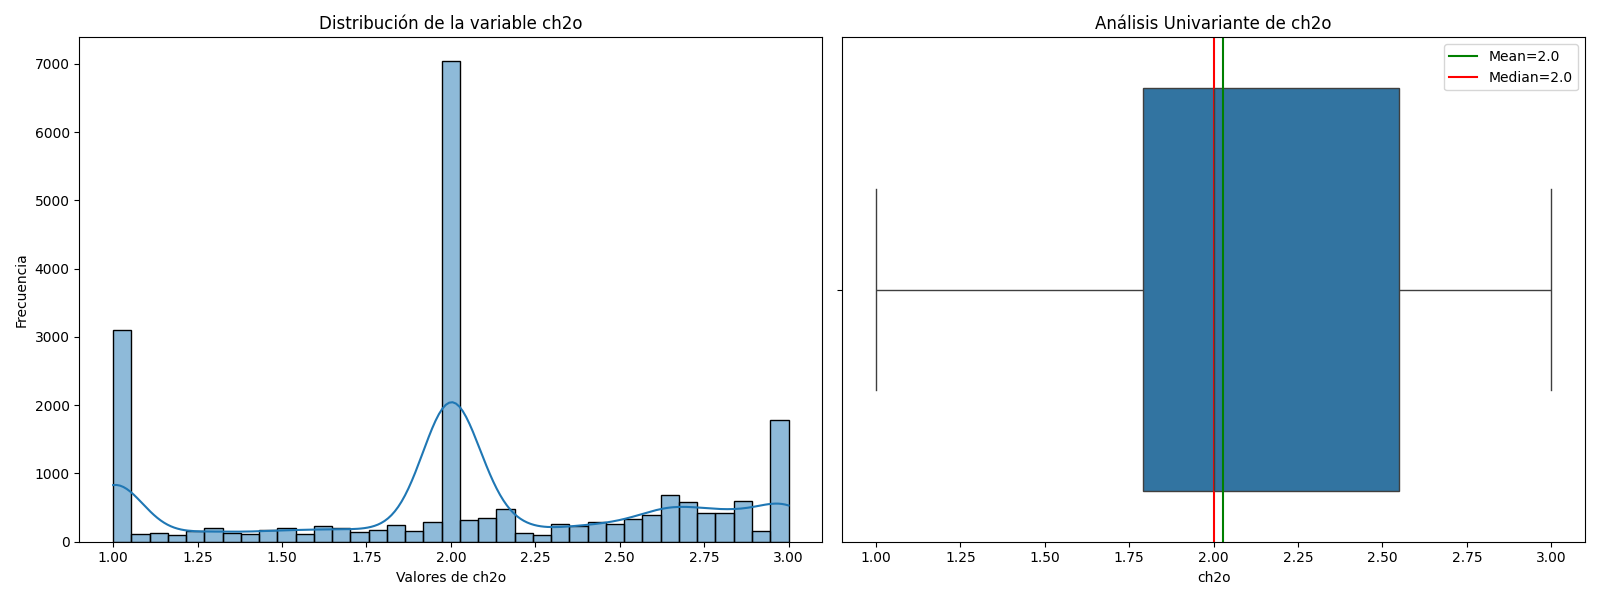 Distribución de la variable ch2o
7000
6000
5000
4000
3000
2000
1000
0
Frecuencia
1.00 1.25 1.50 1.75 2.00 2.25 2.50 2.75 3.00
Valores de ch2o
Análisis Univariante de ch2o
Mean=2.0
Median=2.0
1.00 1.25 1.50 1.75 2.00 2.25 2.50 2.75 3.00
ch2o